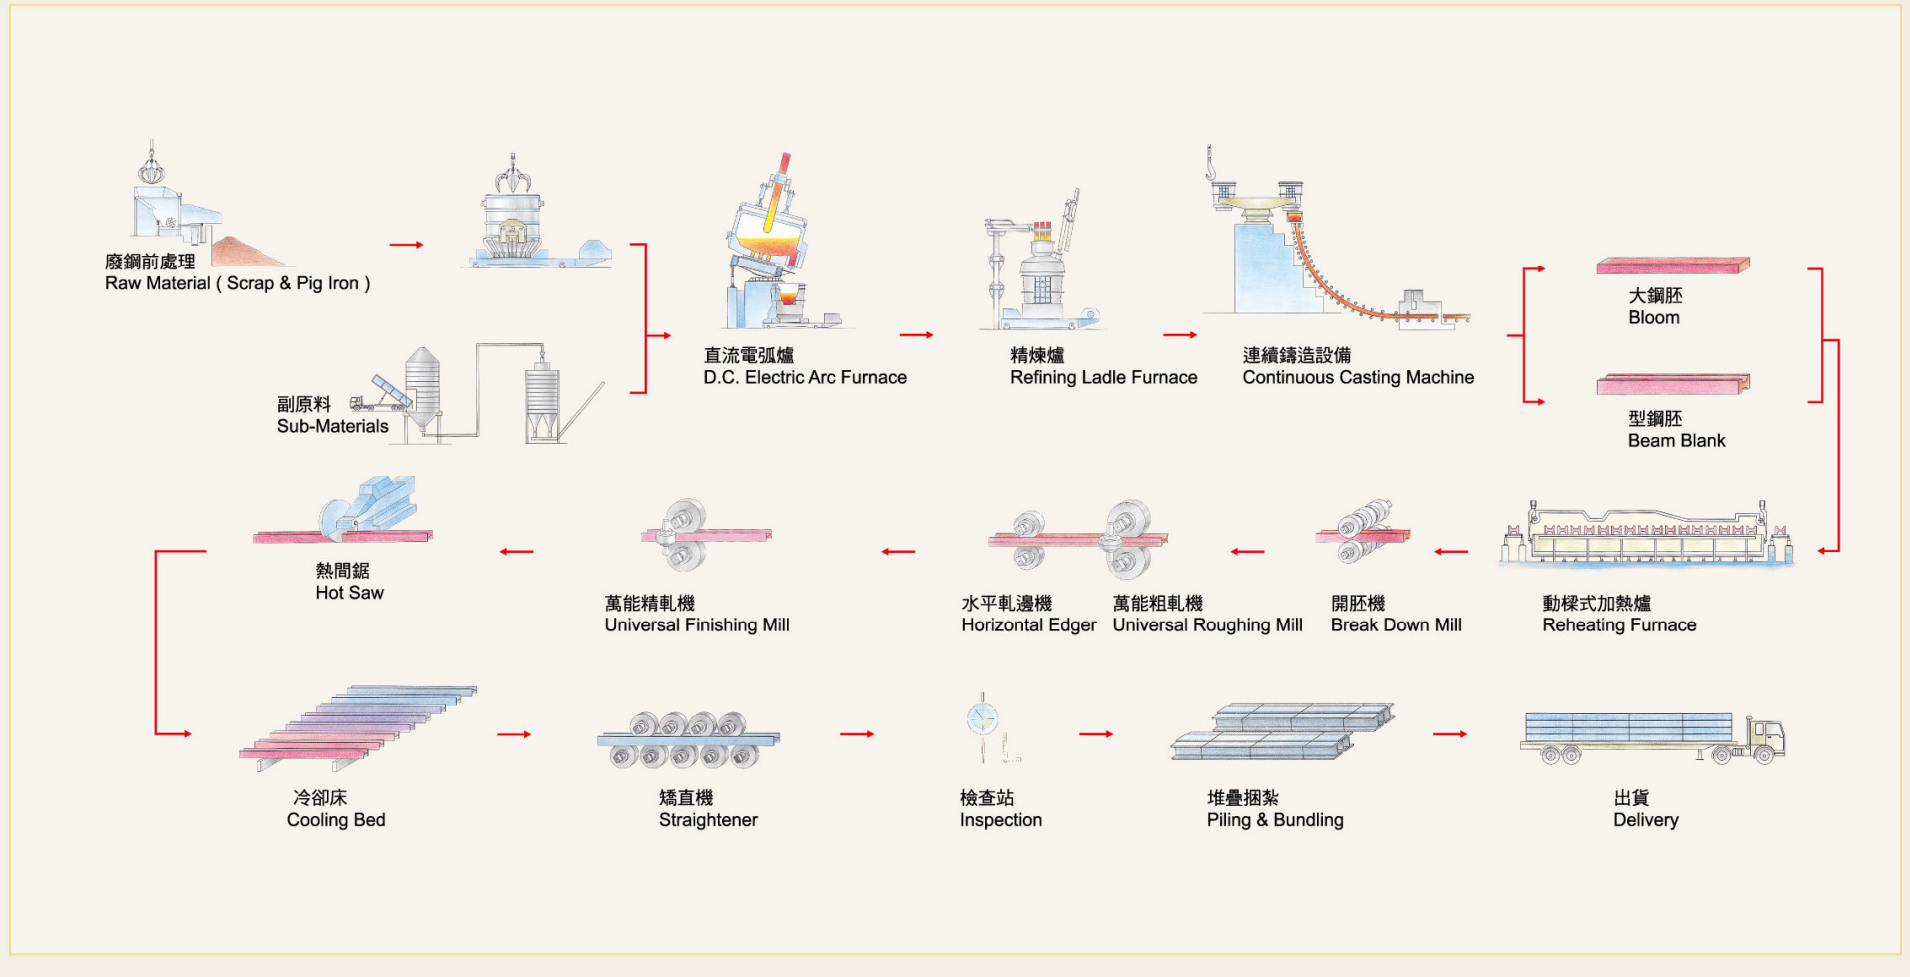 廢鋼前處理
Raw Material ( Scrap & Pig Iron )
副原料
Sub-Materials
直流電弧爐
D.C. Electric Arc Furnace
精煉爐
Refining Ladle Furnace
連續鑄造設備
Continuous Casting Machine
大鋼胚
Bloom
型鋼胚
Beam Blank
動樑式加熱爐
Reheating Furnace
開胚機
Break Down Mill
萬能粗軋機
Universal Roughing Mill
水平軋邊機
Horizontal Edger
萬能精軋機
Universal Finishing Mill
熱間鋸
Hot Saw
冷卻床
Cooling Bed
矯直機
Straightener
檢查站
Inspection
堆疊捆紮
Piling & Bundling
出貨
Delivery